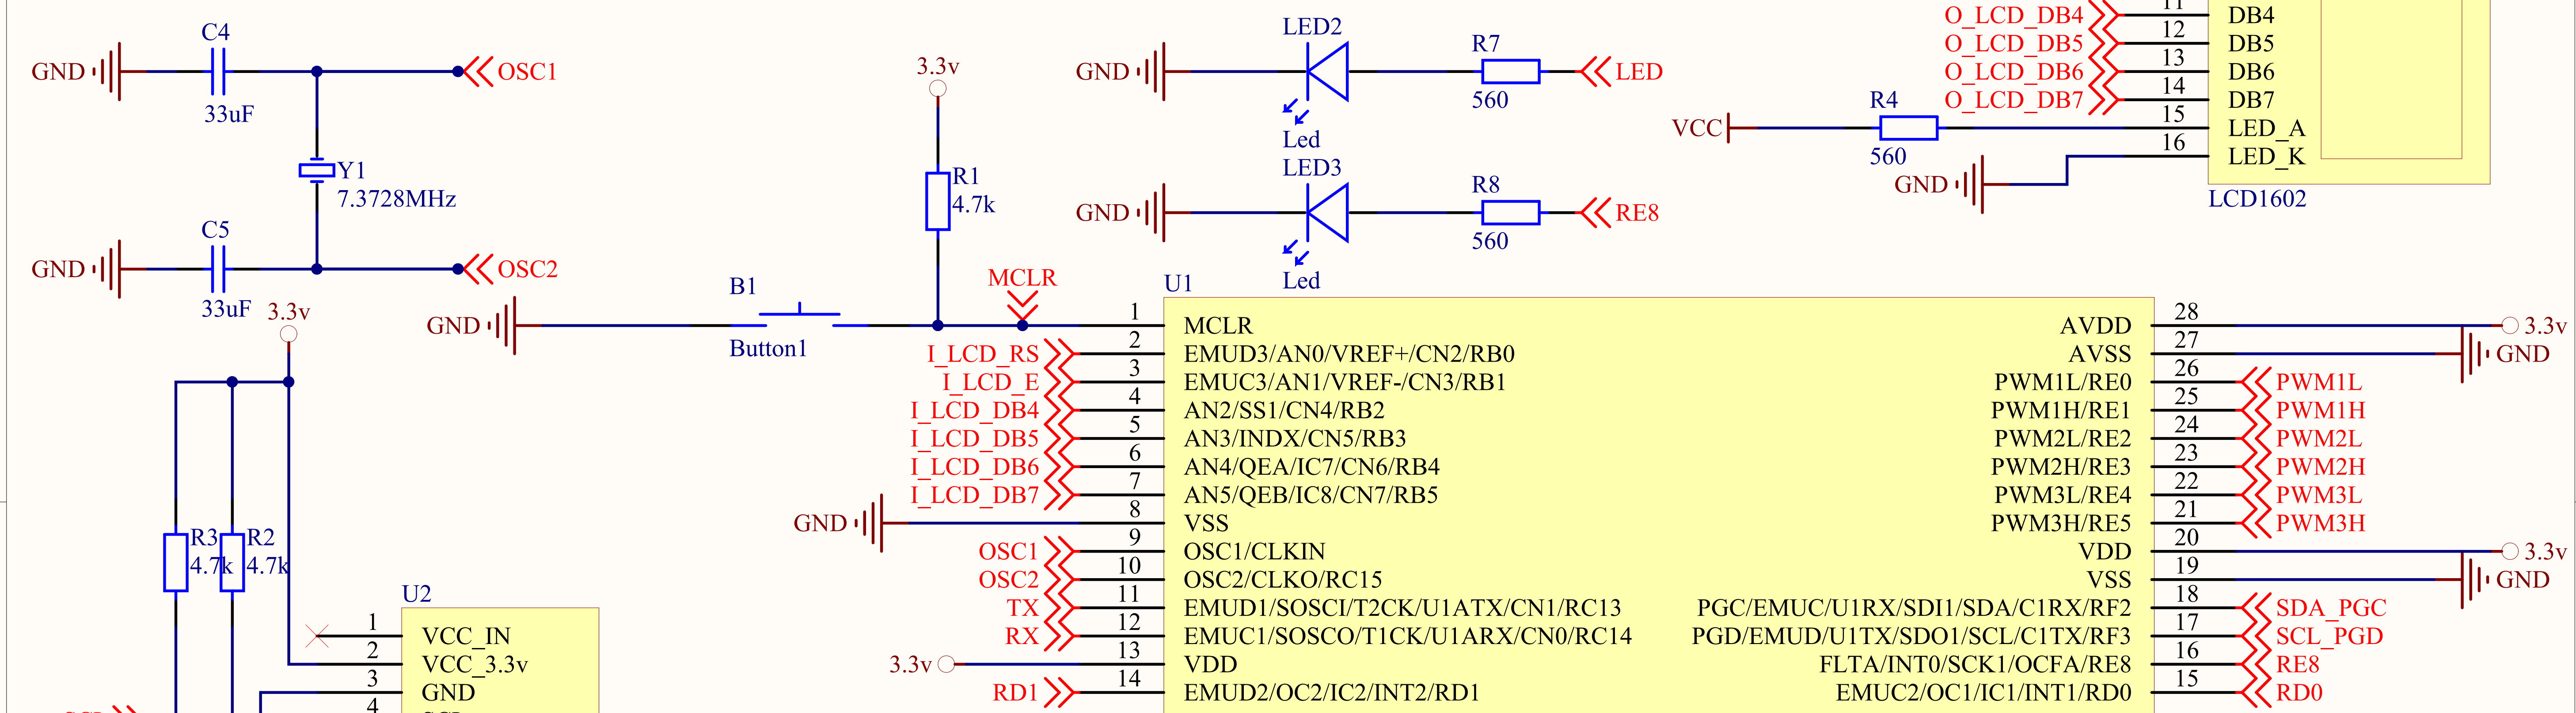 C4
GND
OSC1
33uF
Y1
7.3728MHz
C5
GND
OSC2
33uF
3.3v
R3
4.7k
R2
4.7k
U2
1
VCC_IN
2
VCC_3.3v
3
GND
4
3.3v
R1
4.7k
MCLR
GND
B1
Button1
LED2
GND
Led
R7
560
LED
LED3
GND
Led
R8
560
RE8
O_LCD_DB4
11
DB4
O_LCD_DB5
12
DB5
O_LCD_DB6
13
DB6
O_LCD_DB7
14
DB7
VCC
R4
560
15
LED_A
GND
16
LED_K
LCD1602
U1
1
MCLR
I_LCD_RS
2
EMUD3/AN0/VREF+/CN2/RB0
I_LCD_E
3
EMUC3/AN1/VREF-/CN3/RB1
I_LCD_DB4
4
AN2/SS1/CN4/RB2
I_LCD_DB5
5
AN3/INDX/CN5/RB3
I_LCD_DB6
6
AN4/QEA/IC7/CN6/RB4
I_LCD_DB7
7
AN5/QEB/IC8/CN7/RB5
GND
8
VSS
OSC1
9
OSC1/CLKIN
OSC2
10
OSC2/CLKO/RC15
TX
11
EMUD1/SOSCI/T2CK/U1ATX/CN1/RC13
RX
12
EMUC1/SOSCO/T1CK/U1ARX/CN0/RC14
3.3v
13
VDD
RD1
14
EMUD2/OC2/IC2/INT2/RD1
AVDD
28
3.3v
AVSS
27
GND
PWM1L/RE0
26
PWM1L
PWM1H/RE1
25
PWM1H
PWM2L/RE2
24
PWM2L
PWM2H/RE3
23
PWM2H
PWM3L/RE4
22
PWM3L
PWM3H/RE5
21
PWM3H
VDD
20
3.3v
VSS
19
GND
PGC/EMUC/U1RX/SDI1/SDA/C1RX/RF2
18
SDA_PGC
PGD/EMUD/U1TX/SDO1/SCL/C1TX/RF3
17
SCL_PGD
FLTA/INT0/SCK1/OCFA/RE8
16
RE8
EMUC2/OC1/IC1/INT1/RD0
15
RD0